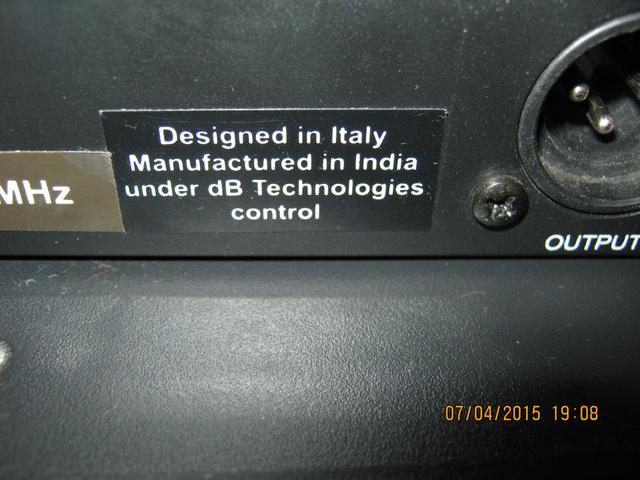 Designed in Italy
Manufactured in India
under dB Technologies
control
MHz
OUTPUT
07/04/2015 19:08